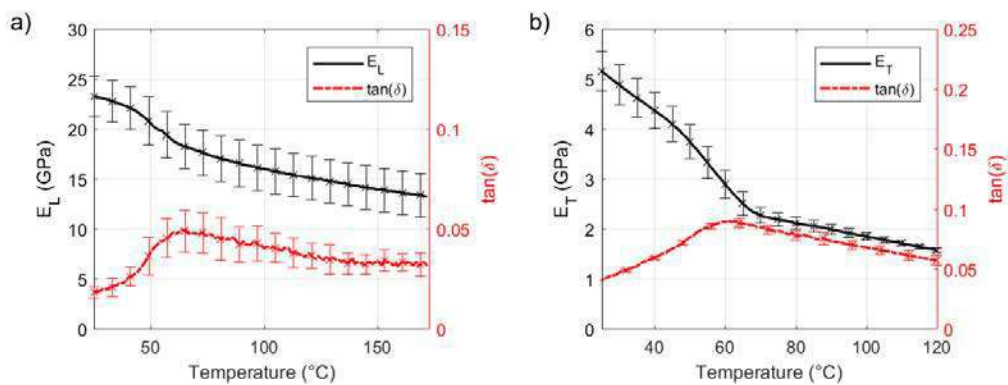 a)
30
25
20
15
10
5
0
E_L (GPa)
50
100
150
Temperature (°C)
0.15
0.1
0.05
0
tan(δ)
E_L
tan(δ)
b)
6
5
4
3
2
1
0
E_T (GPa)
40
60
80
100
120
Temperature (°C)
0.25
0.2
0.15
0.1
0.05
0
tan(δ)
E_T
tan(δ)